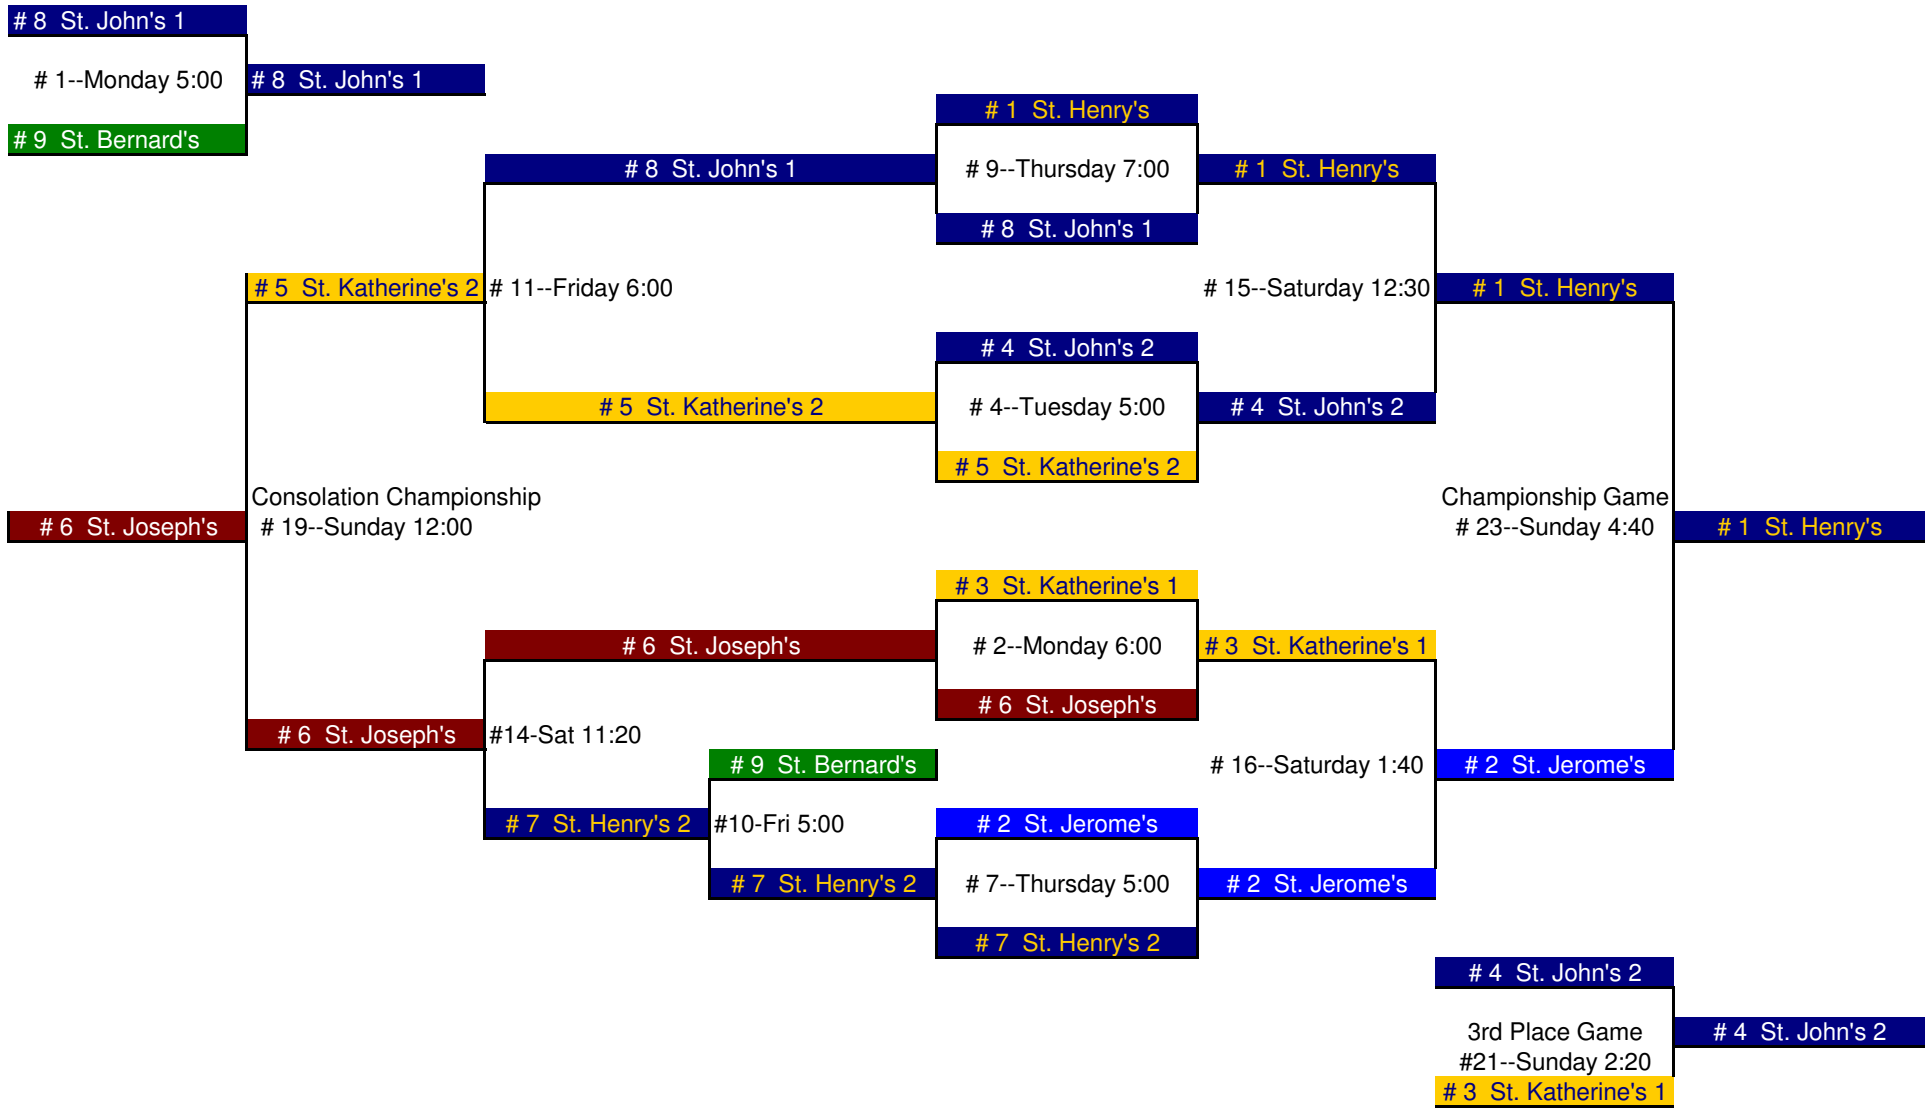 # 8  St. John's 1
# 1--Monday 5:00
# 8  St. John's 1
# 9  St. Bernard's
# 1  St. Henry's
# 8  St. John's 1
# 9--Thursday 7:00
# 1  St. Henry's
# 8  St. John's 1
# 5  St. Katherine's 2
# 11--Friday 6:00
# 15--Saturday 12:30
# 1  St. Henry's
# 4  St. John's 2
# 5  St. Katherine's 2
# 4--Tuesday 5:00
# 4  St. John's 2
# 5  St. Katherine's 2
Consolation Championship
Championship Game
# 6  St. Joseph's
# 19--Sunday 12:00
# 23--Sunday 4:40
# 1  St. Henry's
# 3  St. Katherine's 1
# 6  St. Joseph's
# 2--Monday 6:00
# 3  St. Katherine's 1
# 6  St. Joseph's
# 6  St. Joseph's
#14-Sat 11:20
# 9  St. Bernard's
# 16--Saturday 1:40
# 2  St. Jerome's
# 7  St. Henry's 2
#10-Fri 5:00
# 2  St. Jerome's
# 7  St. Henry's 2
# 7--Thursday 5:00
# 2  St. Jerome's
# 7  St. Henry's 2
# 4  St. John's 2
3rd Place Game
# 4  St. John's 2
#21--Sunday 2:20
# 3  St. Katherine's 1